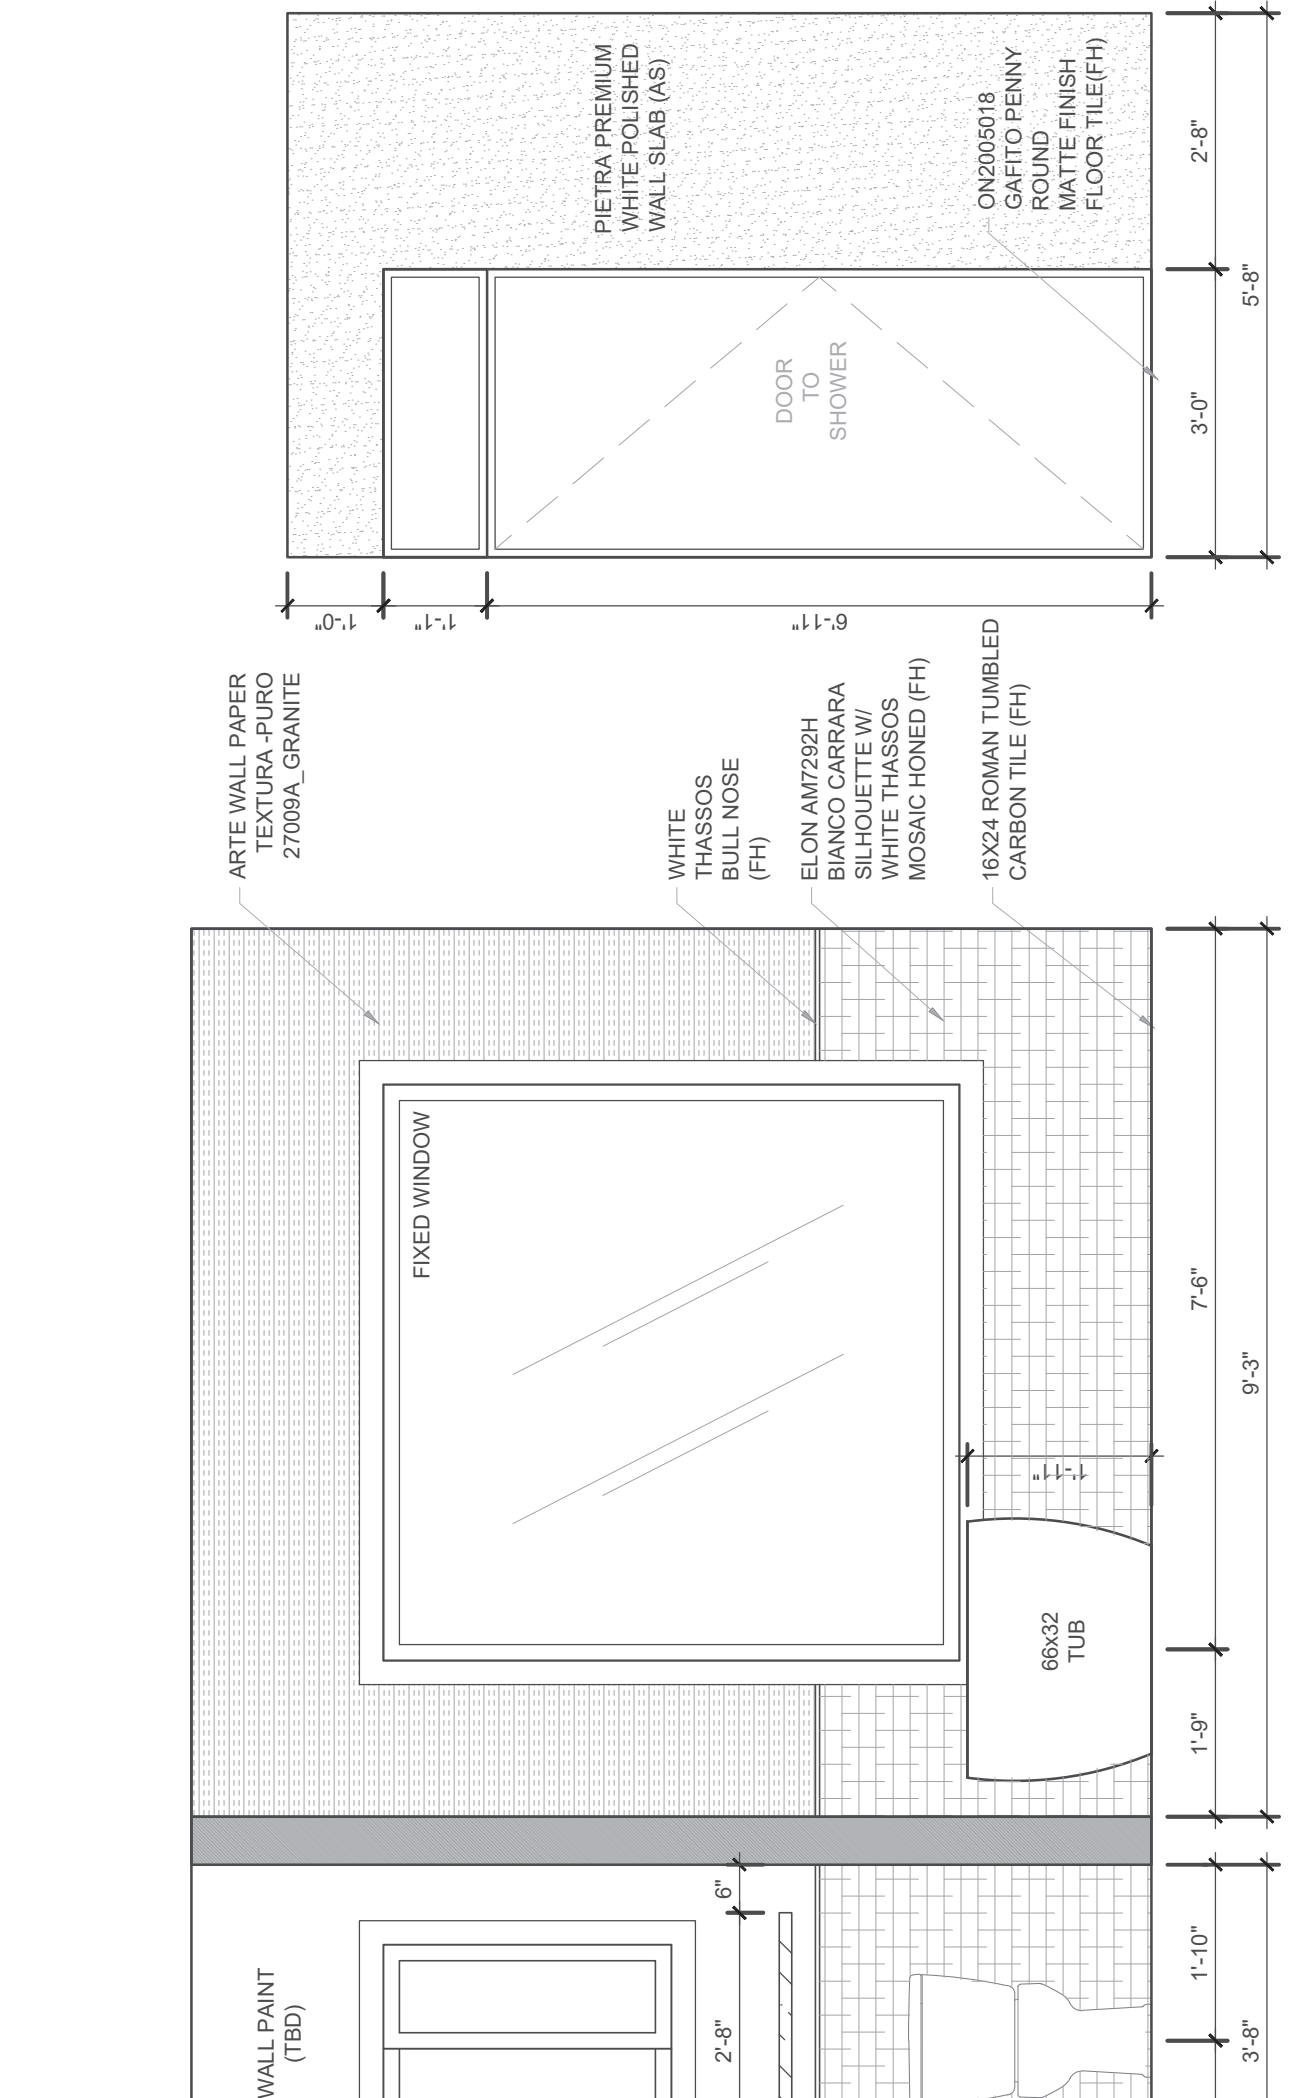 WALL PAINT
(TBD)
6"
2'-8"
1'-10"
3'-8"
ARTE WALL PAPER
TEXTURA -PURO
27009A_GRANITE
FIXED WINDOW
WHITE
THASSOS
BULL NOSE
(FH)
ELON AM7292H
BIANCO CARRARA
SILHOUETTE W/
WHITE THASSOS
MOSAIC HONED (FH)
16X24 ROMAN TUMBLED
CARBON TILE (FH)
66x32
TUB
1'-11"
1'-9"
7'-6"
9'-3"
1'-0"
1'-1"
6'-11"
PIETRA PREMIUM
WHITE POLISHED
WALL SLAB (AS)
DOOR
TO
SHOWER
ON2005018
GAFITO PENNY
ROUND
MATTE FINISH
FLOOR TILE(FH)
3'-0"
2'-8"
5'-8"